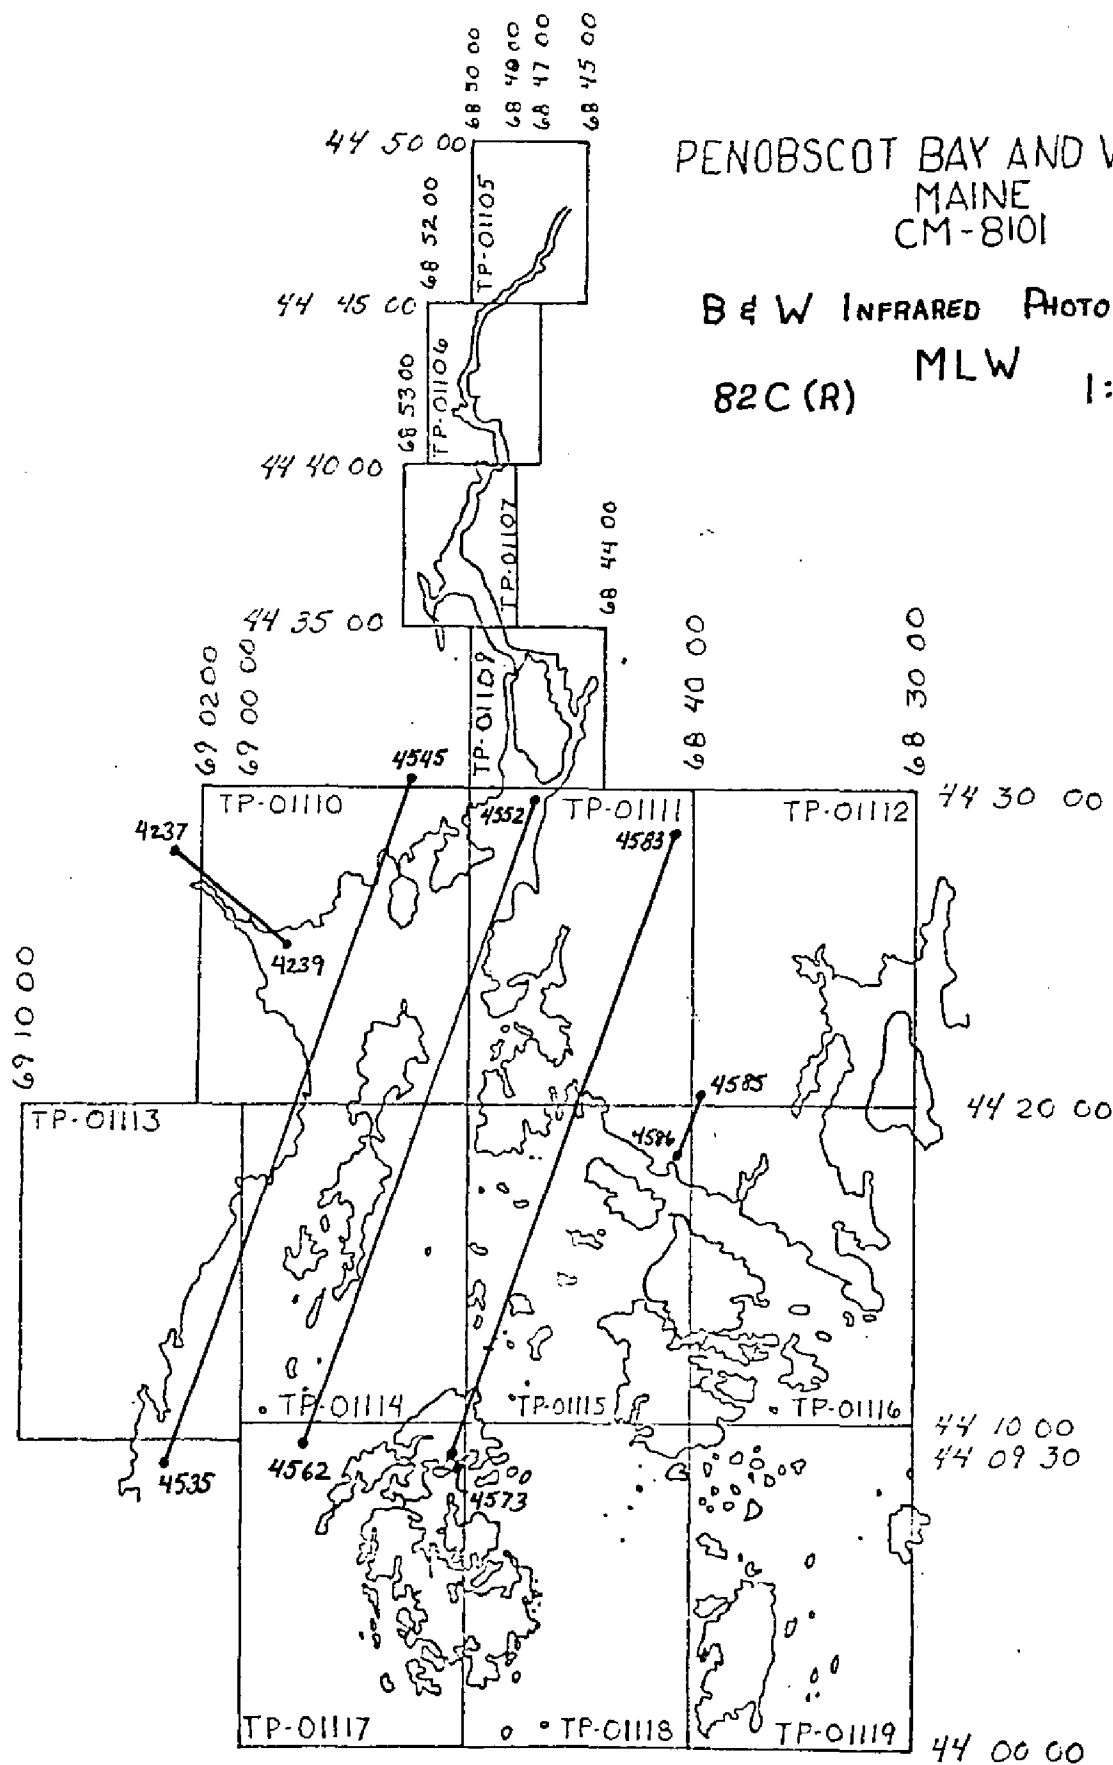 68 50 00
68 48 00
68 47 00
68 45 00
44 50 00
PENOBSCOT BAY AND
MAINE
CM-8101
68 52 00
TP-01105
44 45 00
B & W INFRARED PHOTO
MLW
82C (R)
1:
68 53 00
TP-01106
44 40 00
TP-01107
68 44 00
44 35 00
TP-01109
69 02 00
69 00 00
68 40 00
68 30 00
4545
TP-01110
4552
TP-01111
TP-01112
44 30 00
4237
4583
4239
69 10 00
4585
TP-01113
44 20 00
4586
TP-01114
TP-01115
TP-01116
44 10 00
44 09 30
4535
4562
4573
TP-01117
TP-01118
TP-01119
44 00 00